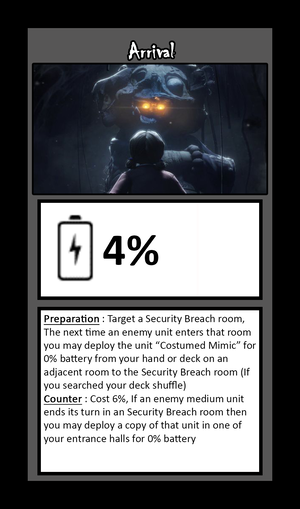 Arrival
4%
Preparation : Target a Security Breach room,
The next time an enemy unit enters that room
you may deploy the unit “Costumed Mimic” for
0% battery from your hand or deck on an
adjacent room to the Security Breach room (If
you searched your deck shuffle)
Counter : Cost 6%, If an enemy medium unit
ends its turn in an Security Breach room then
you may deploy a copy of that unit in one of
your entrance halls for 0% battery